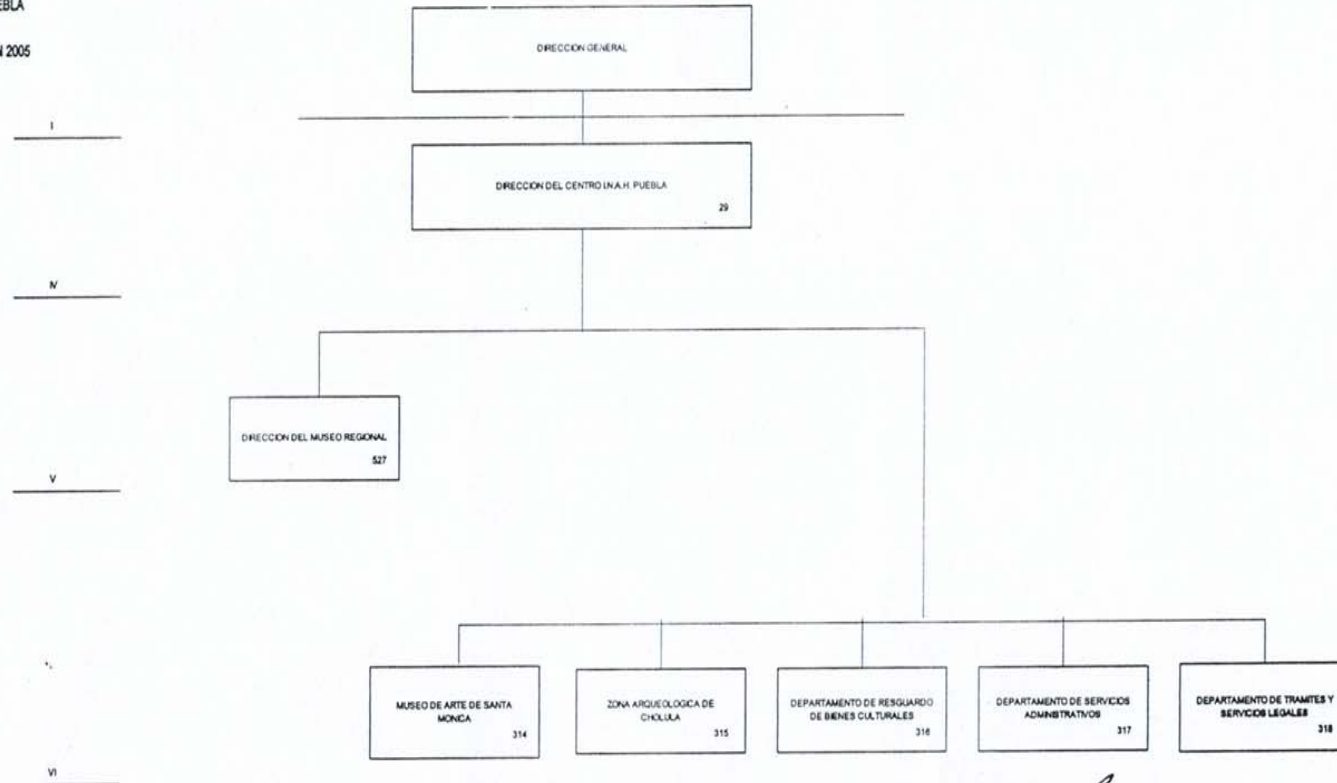 EBLA
N 2005
DIRECCION GENERAL
I
DIRECCION DEL CENTRO I.N.A.H. PUEBLA
29
IV
DIRECCION DEL MUSEO REGIONAL
527
V
MUSEO DE ARTE DE SANTA
MONICA
314
ZONA ARQUEOLOGICA DE
CHOLULA
315
DEPARTAMENTO DE RESGUARDO
DE BIENES CULTURALES
316
DEPARTAMENTO DE SERVICIOS
ADMINISTRATIVOS
317
DEPARTAMENTO DE TRAMITES Y
SERVICIOS LEGALES
318
VI